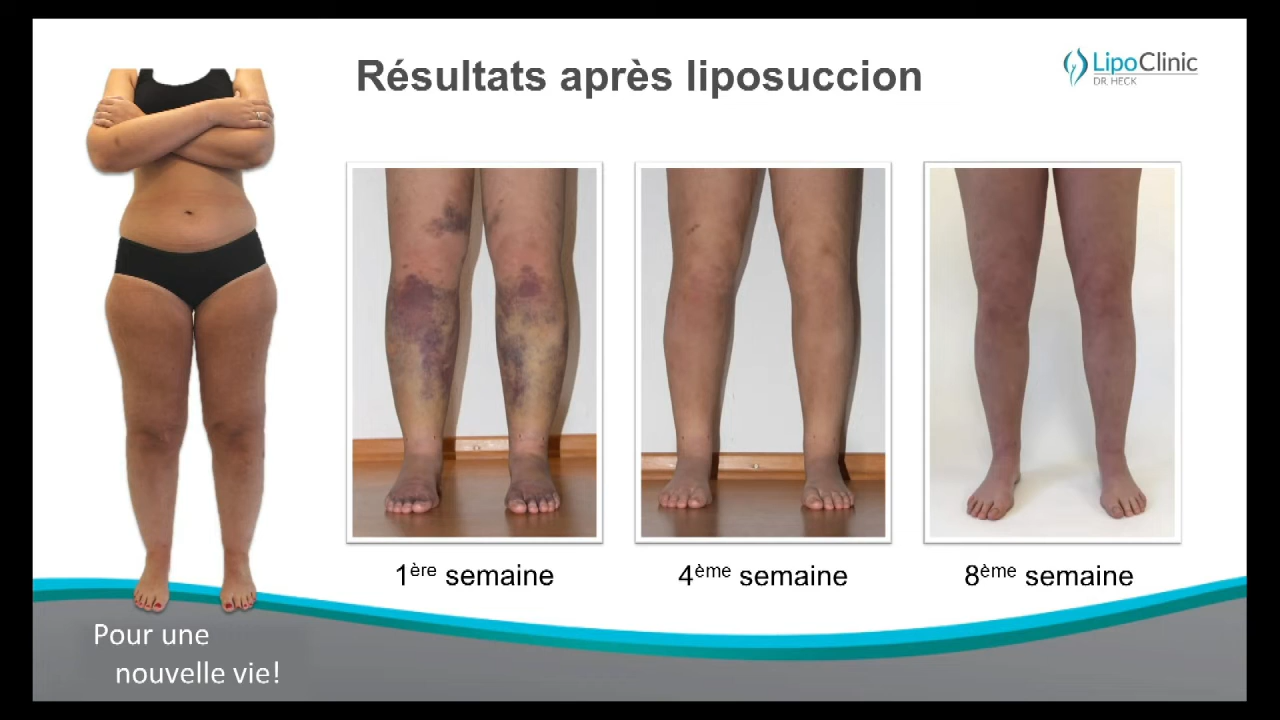 Résultats après liposuccion
LipoClinic
DR. HECK
1ère semaine
4ème semaine
8ème semaine
Pour une
nouvelle vie!